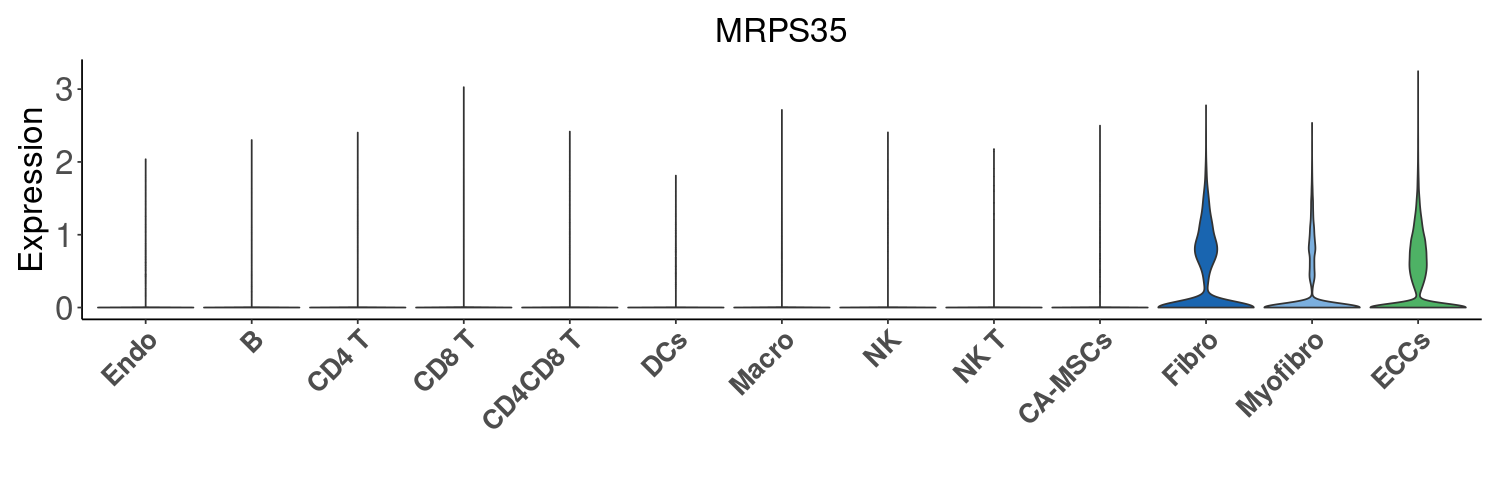 MRPS35
Expression
3
2
1
0
Endo
B
CD4 T
CD8 T
CD4CD8 T
DCs
Macro
NK
NK T
CA-MSCs
Fibro
Myofibro
ECCs